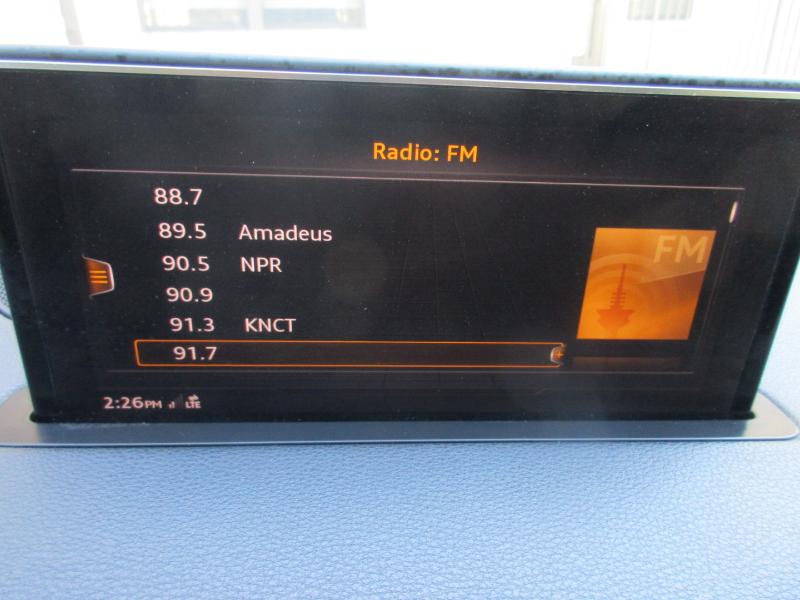 Radio: FM
88.7
89.5 Amadeus
90.5 NPR
90.9
91.3 KNCT
91.7
FM
2:26PM LTE